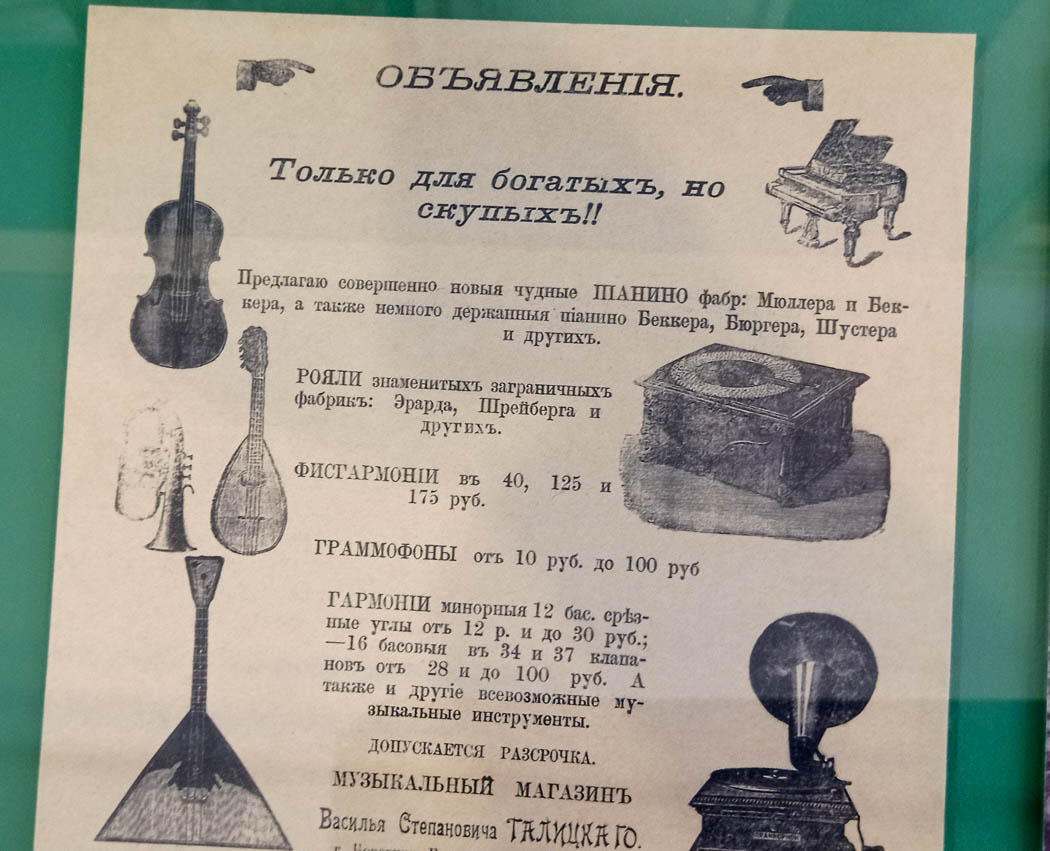 ОБЪЯВЛЕНІЯ.
Только для богатыхъ, но
скупыхъ!!
Предлагаю совершенно новыя чудные ПІАНИНО фабр: Мюллера и Бек-
кера, а также немного держанныя піанино Беккера, Бюргера, Шустера
и другихъ.
РОЯЛИ знаменитыхъ заграничныхъ
фабрикъ: Эрарда, Шрейберга и
другихъ.
ФИСГАРМОНІИ въ 40, 125 и
175 руб.
ГРАММОФОНЫ отъ 10 руб. до 100 руб
ГАРМОНІИ минорныя 12 бас. срѣз-
ные углы отъ 12 р. и до 30 руб.;
—16 басовыя въ 34 и 37 клапа-
новъ отъ 28 и до 100 руб. А
также и другіе всевозможные му-
зыкальные инструменты.
ДОПУСКАЕТСЯ РАЗСРОЧКА.
МУЗЫКАЛЬНЫЙ МАГАЗИНЪ
Василья Степановича ТАЛИЦКАГО.